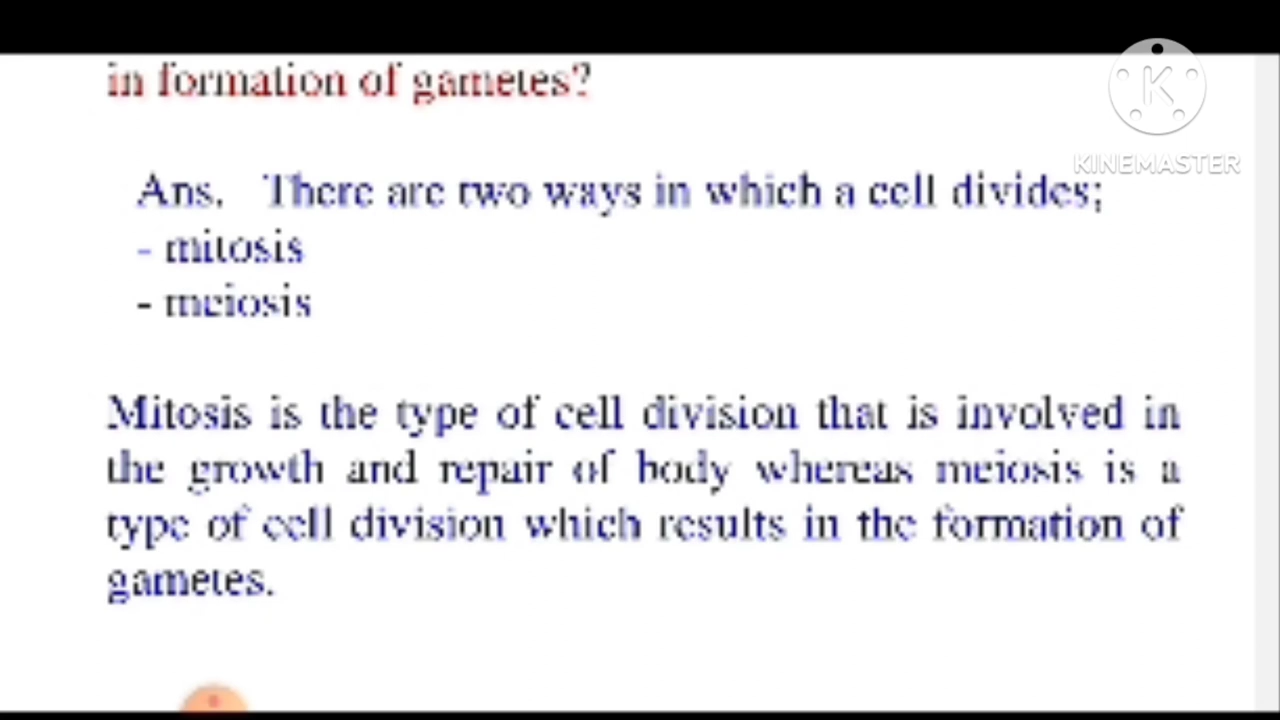 in formation of gametes?
KINEMASTER
Ans. There are two ways in which a cell divides;
- mitosis
- meiosis
Mitosis is the type of cell division that is involved in
the growth and repair of body whereas meiosis is a
type of cell division which results in the formation of
gametes.